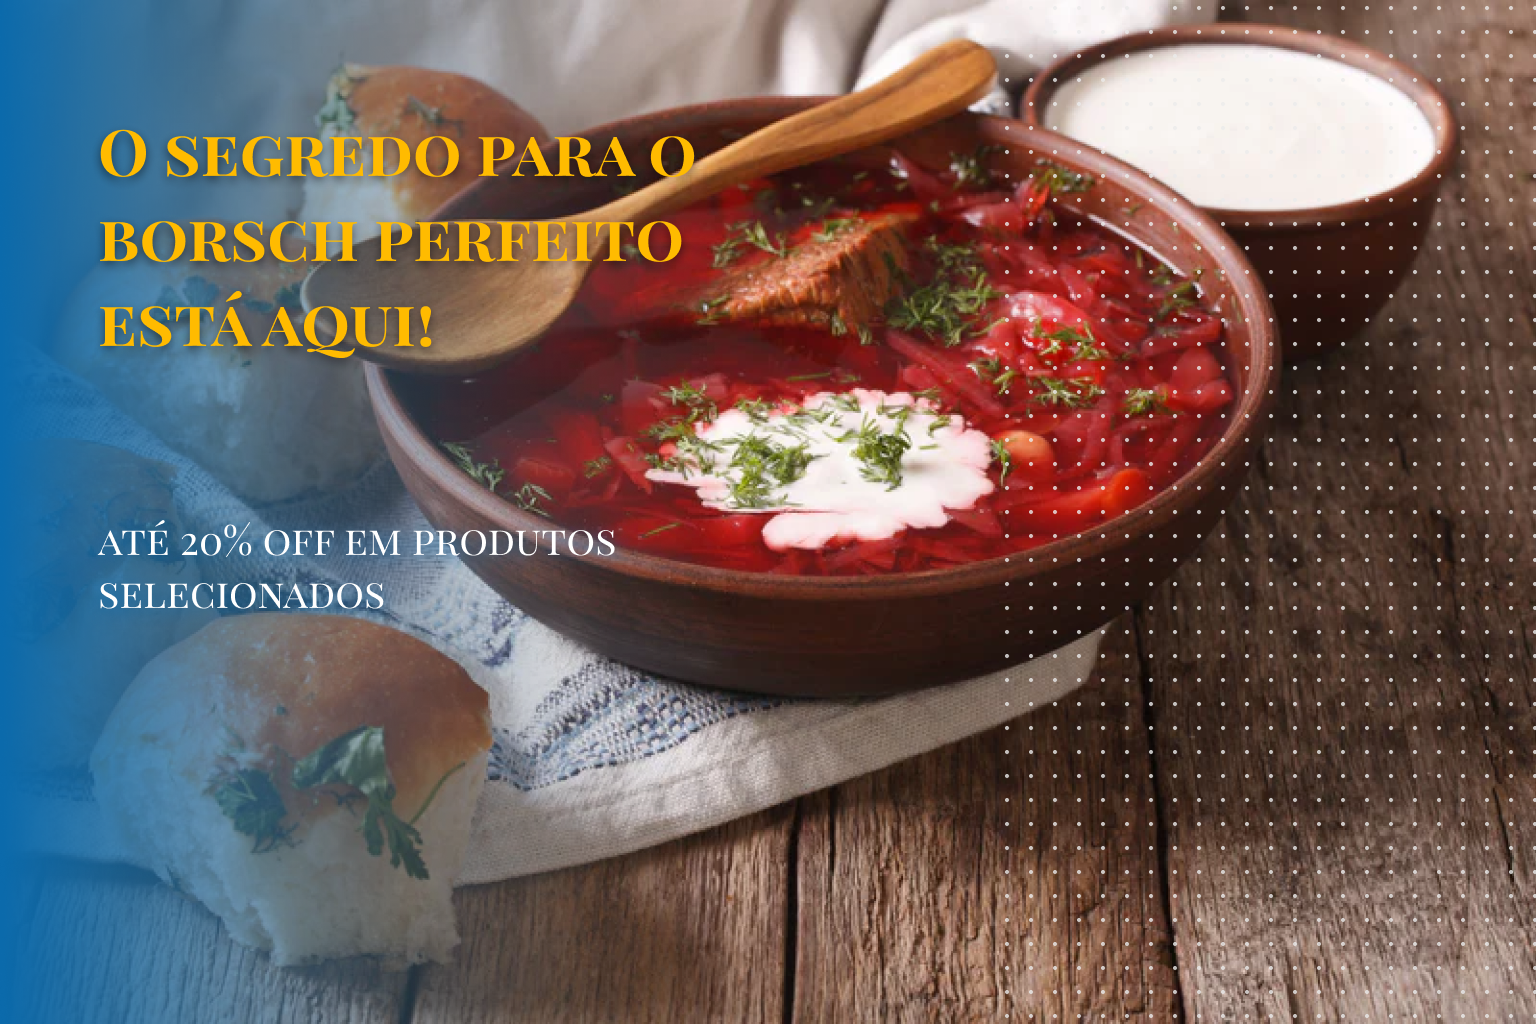 O segredo para o
borsch perfeito
está aqui!
até 20% off em produtos
selecionados